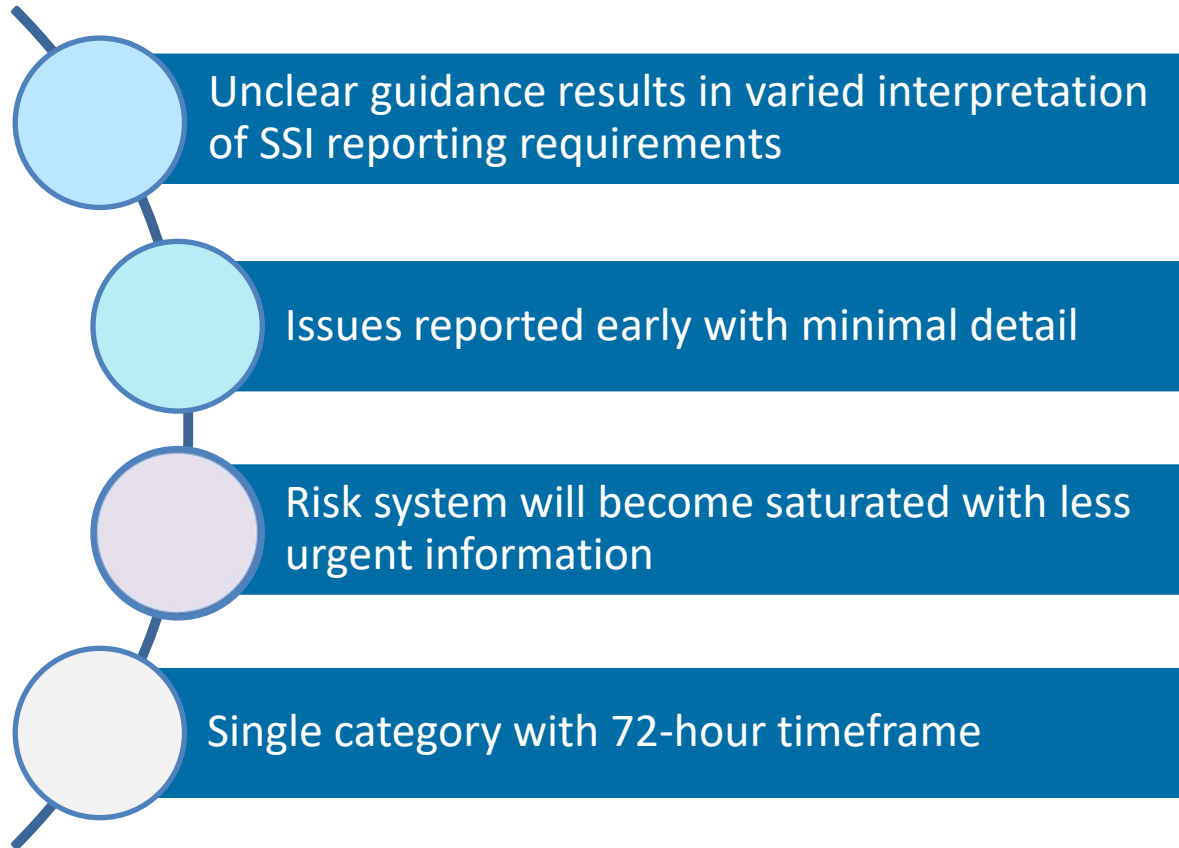 Unclear guidance results in varied interpretation
of SSI reporting requirements
Issues reported early with minimal detail
Risk system will become saturated with less
urgent information
Single category with 72-hour timeframe